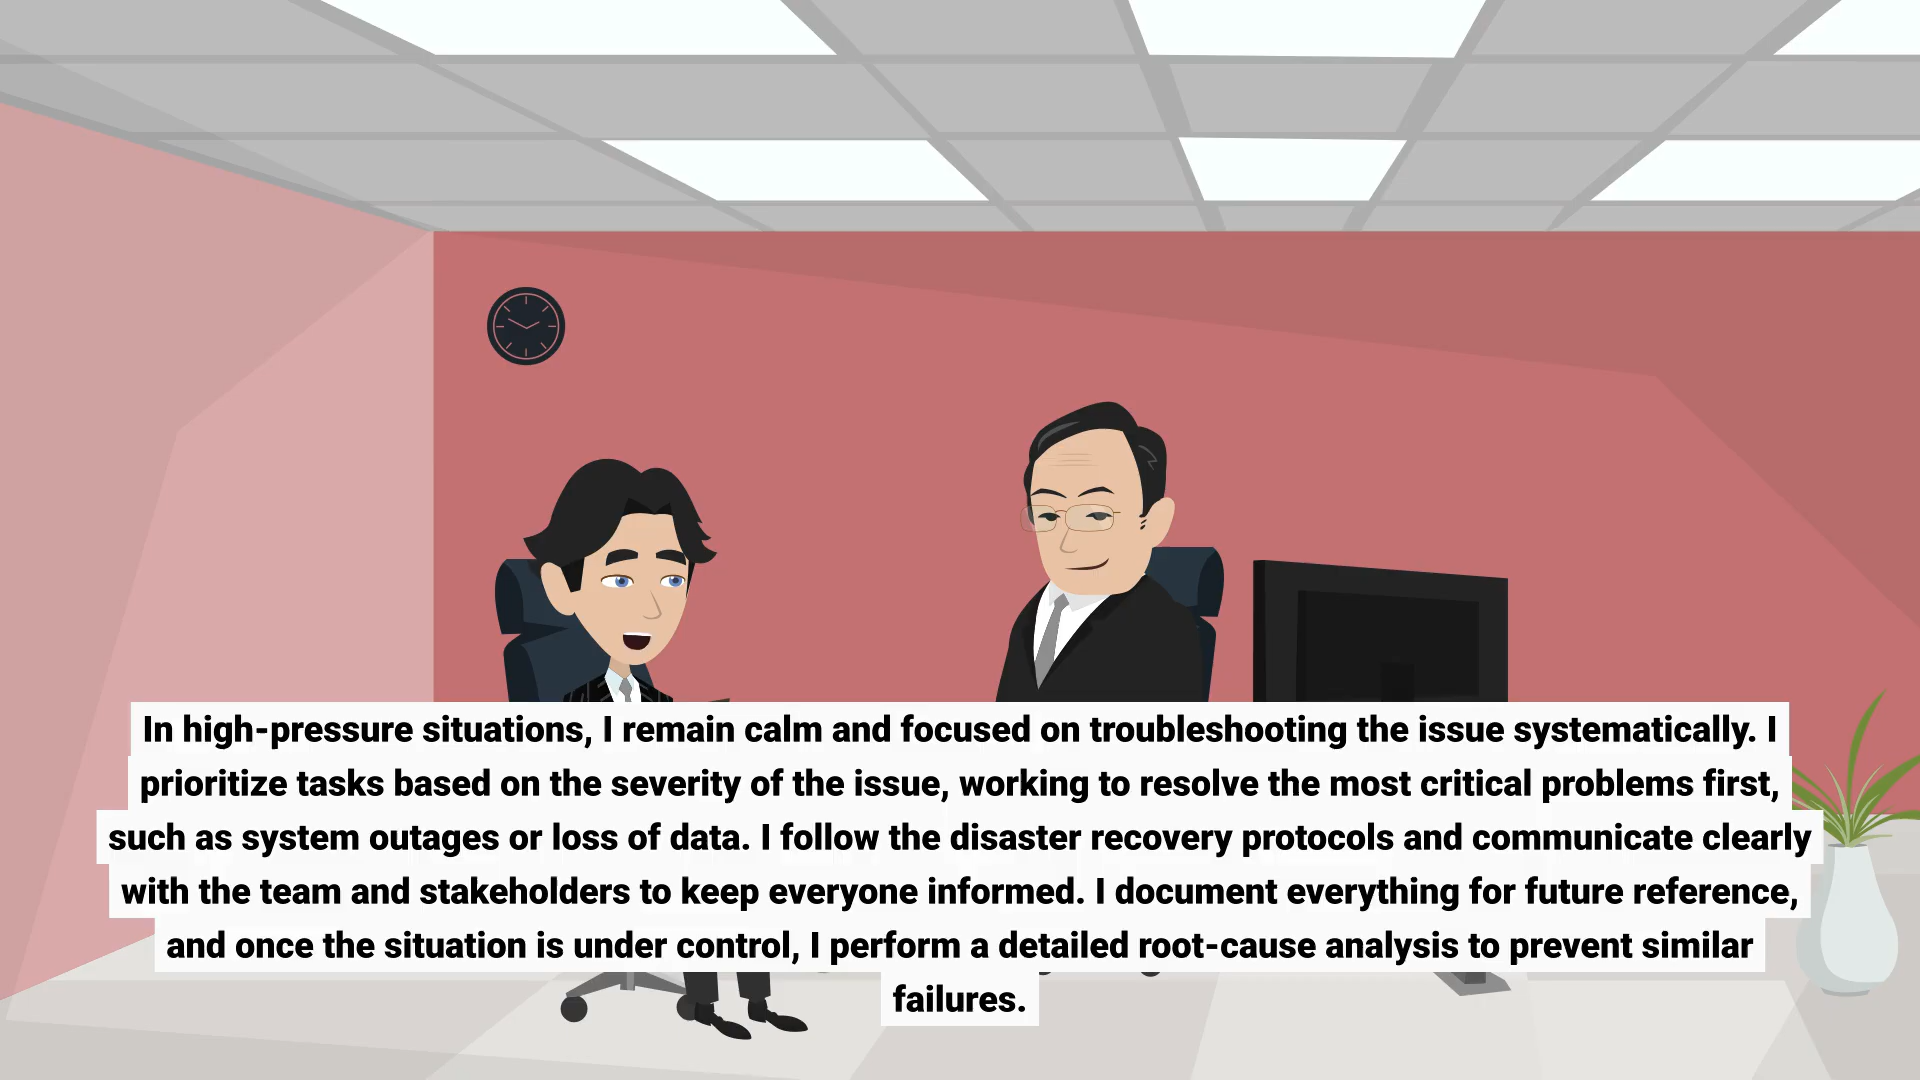 In high-pressure situations, I remain calm and focused on troubleshooting the issue systematically. I
prioritize tasks based on the severity of the issue, working to resolve the most critical problems first,
such as system outages or loss of data. I follow the disaster recovery protocols and communicate clearly
with the team and stakeholders to keep everyone informed. I document everything for future reference,
and once the situation is under control, I perform a detailed root-cause analysis to prevent similar
failures.